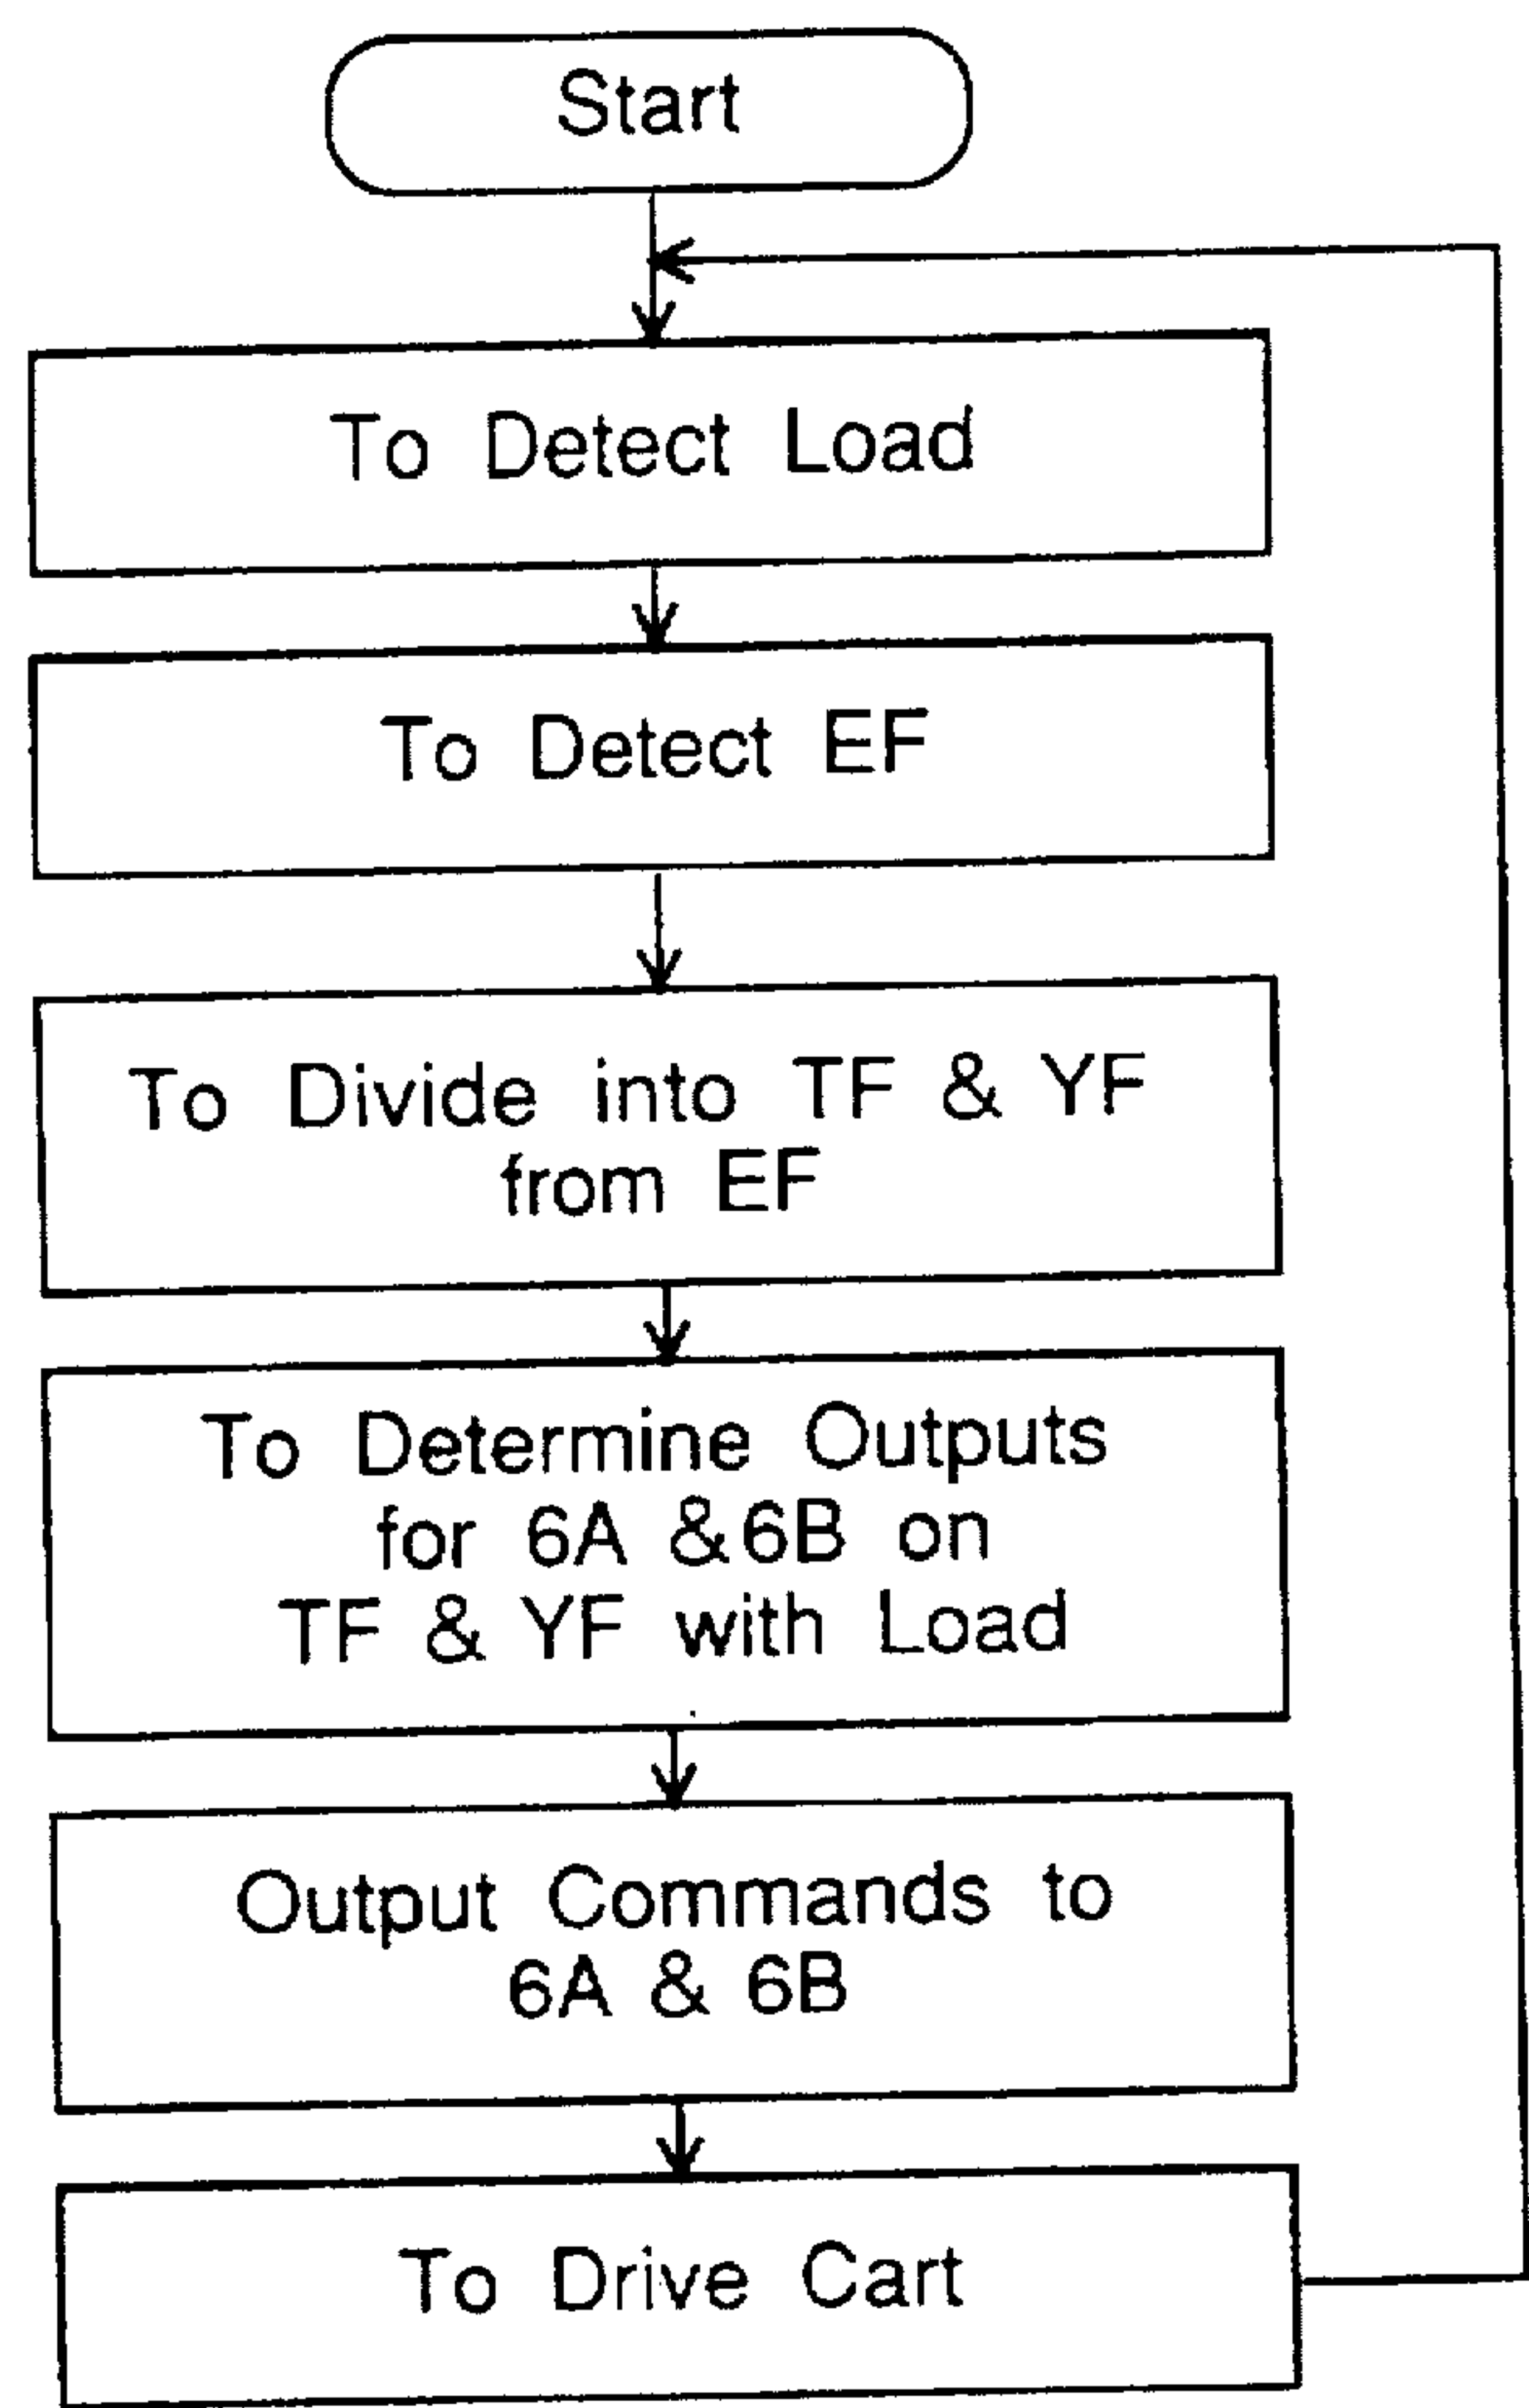 Start
To Detect Load
To Detect EF
To Divide into TF & YF
from EF
To Determine Outputs
for 6A &6B on
TF & YF with Load
Output Commands to
6A & 6B
To Drive Cart